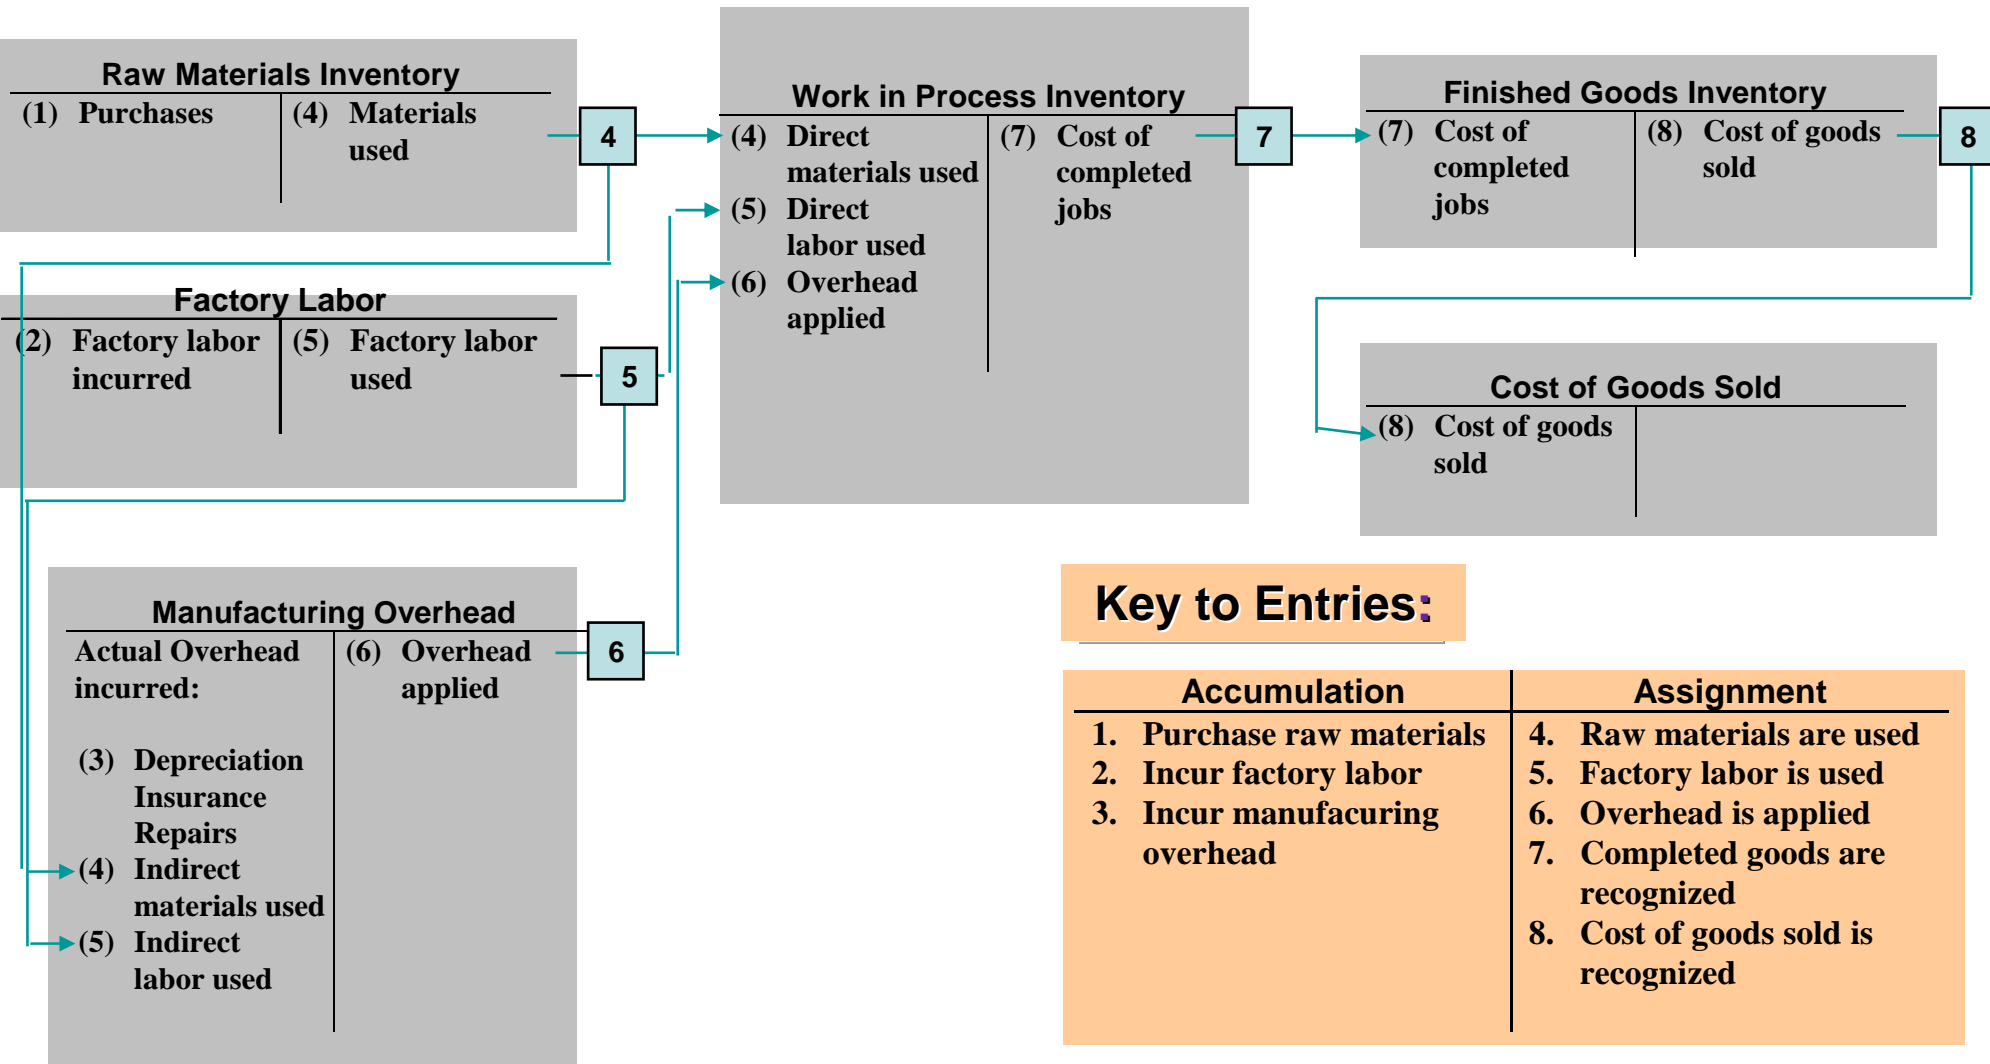 Raw Materials Inventory
(1) Purchases
(4) Materials
used
4
Work in Process Inventory
(4) Direct
materials used
(5) Direct
labor used
(6) Overhead
applied
(7) Cost of
completed
jobs
7
Finished Goods Inventory
(7) Cost of
completed
jobs
(8) Cost of goods
sold
8
Factory Labor
(2) Factory labor
incurred
(5) Factory labor
used
5
Cost of Goods Sold
(8) Cost of goods
sold
Manufacturing Overhead
Actual Overhead
incurred:
(3) Depreciation
Insurance
Repairs
(4) Indirect
materials used
(5) Indirect
labor used
(6) Overhead
applied
6
Key to Entries:
Accumulation
1. Purchase raw materials
2. Incur factory labor
3. Incur manufacuring
overhead
Assignment
4. Raw materials are used
5. Factory labor is used
6. Overhead is applied
7. Completed goods are
recognized
8. Cost of goods sold is
recognized